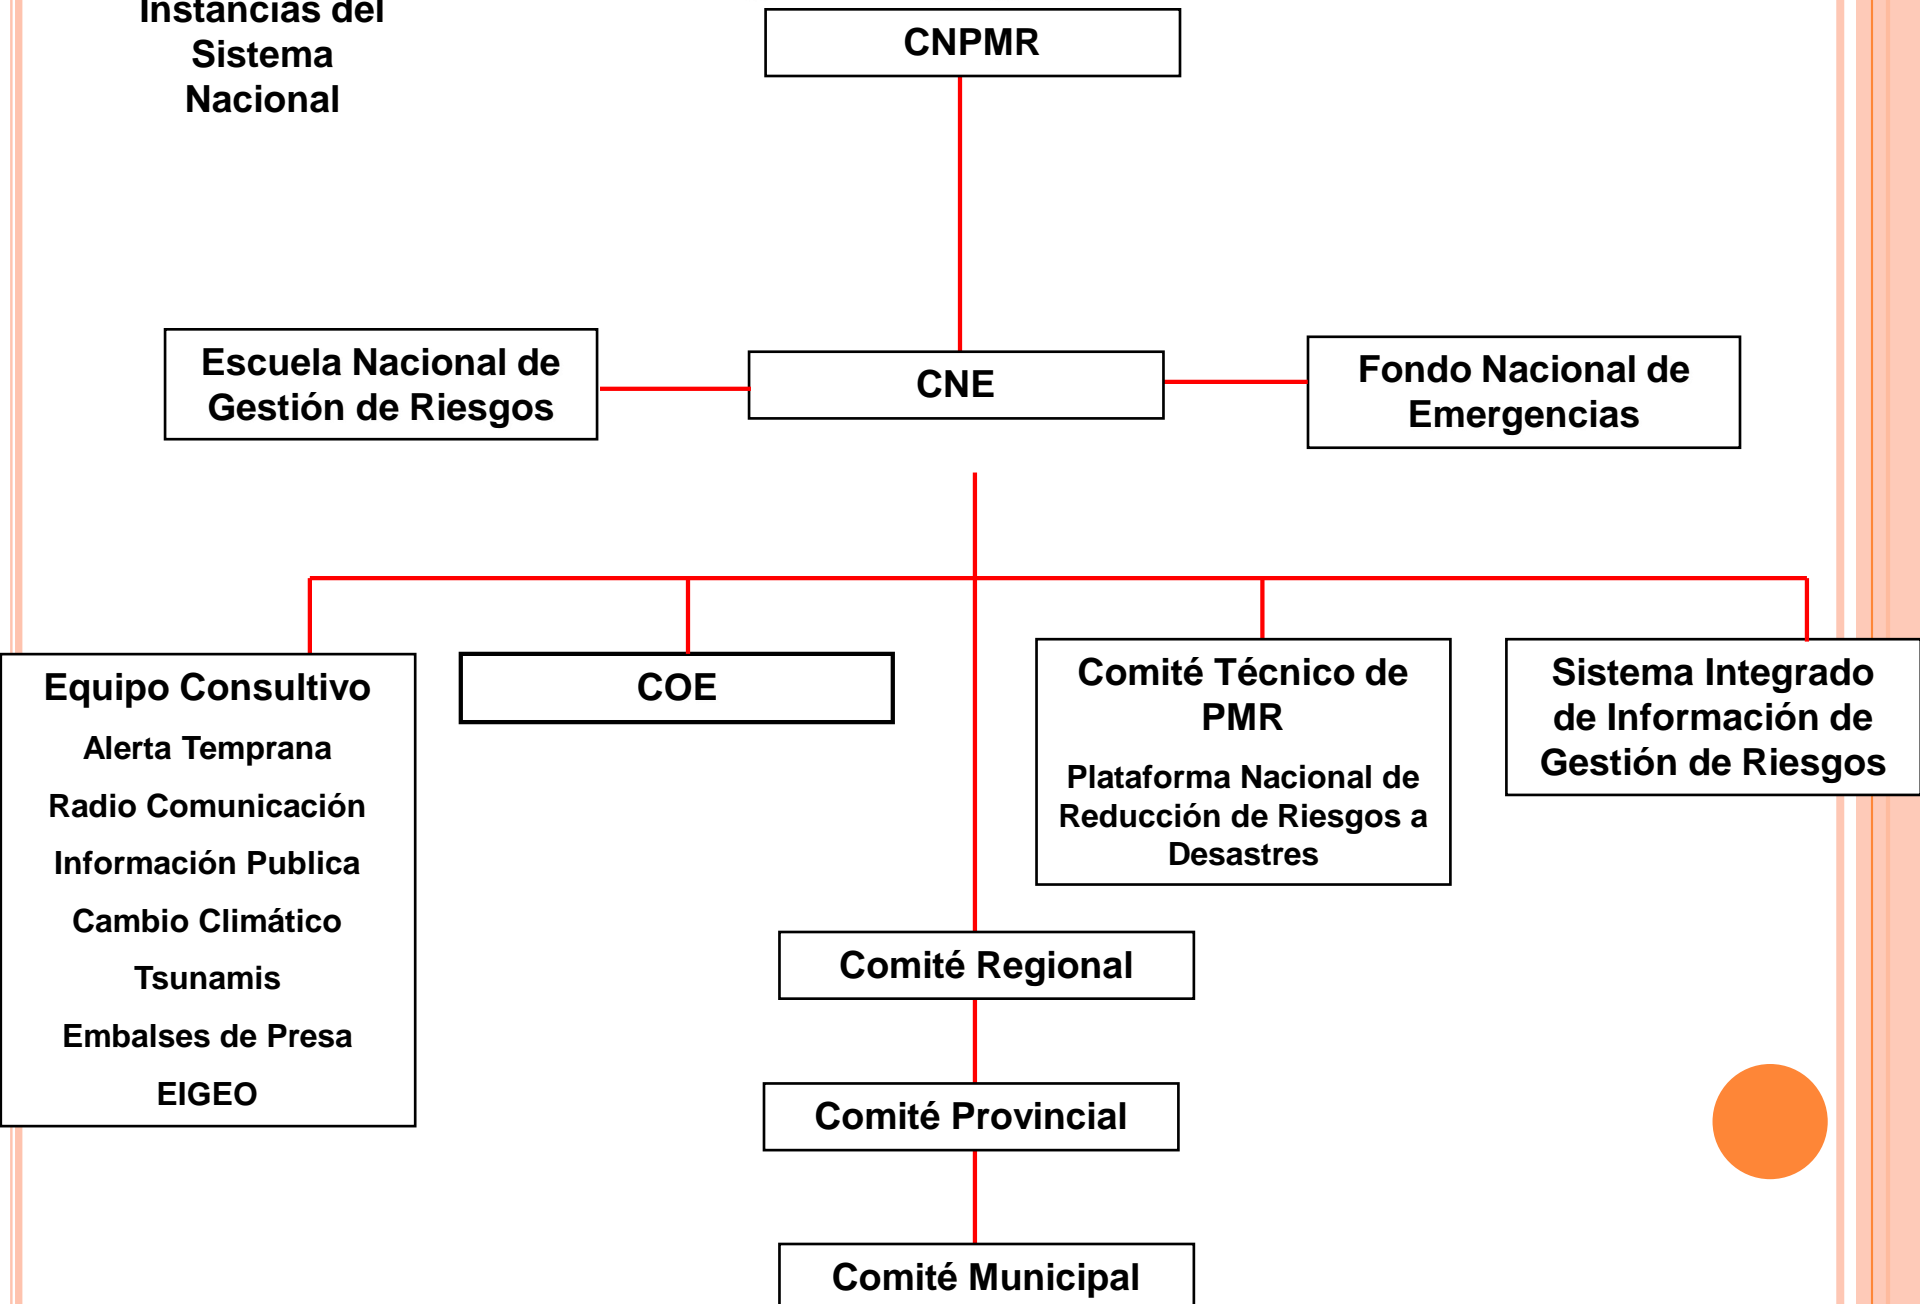 Instancias del
Sistema
Nacional
CNPMR
Escuela Nacional de
Gestión de Riesgos
CNE
Fondo Nacional de
Emergencias
Equipo Consultivo
Alerta Temprana
Radio Comunicación
Información Publica
Cambio Climático
Tsunamis
Embalses de Presa
EIGEO
COE
Comité Técnico de
PMR
Plataforma Nacional de
Reducción de Riesgos a
Desastres
Sistema Integrado
de Información de
Gestión de Riesgos
Comité Regional
Comité Provincial
Comité Municipal